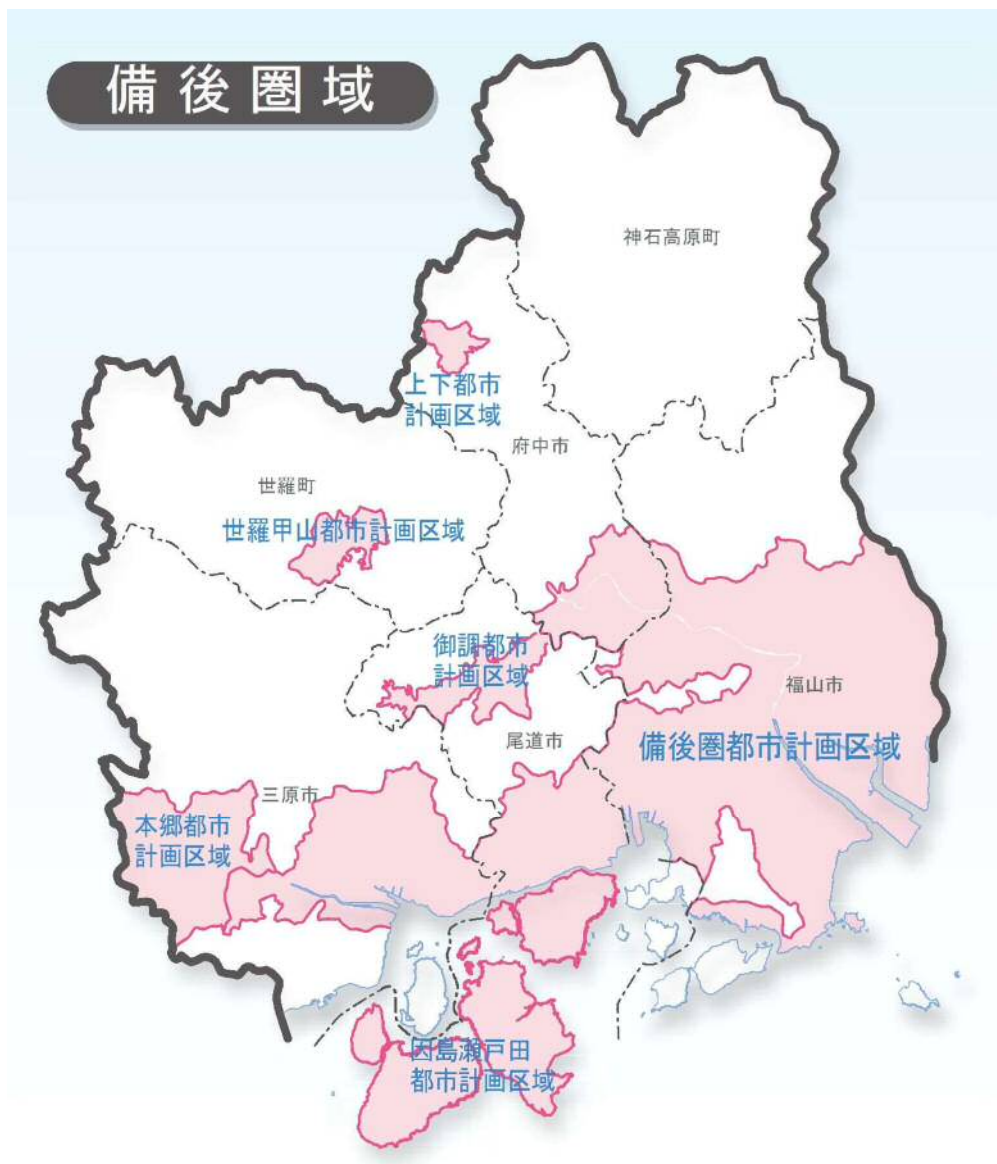 備後圏域
神石高原町
上下都市
計画区域
府中市
世羅町
世羅甲山都市計画区域
御調都市
計画区域
福山市
尾道市
備後圏都市計画区域
三原市
本郷都市
計画区域
因島瀬戸田
都市計画区域